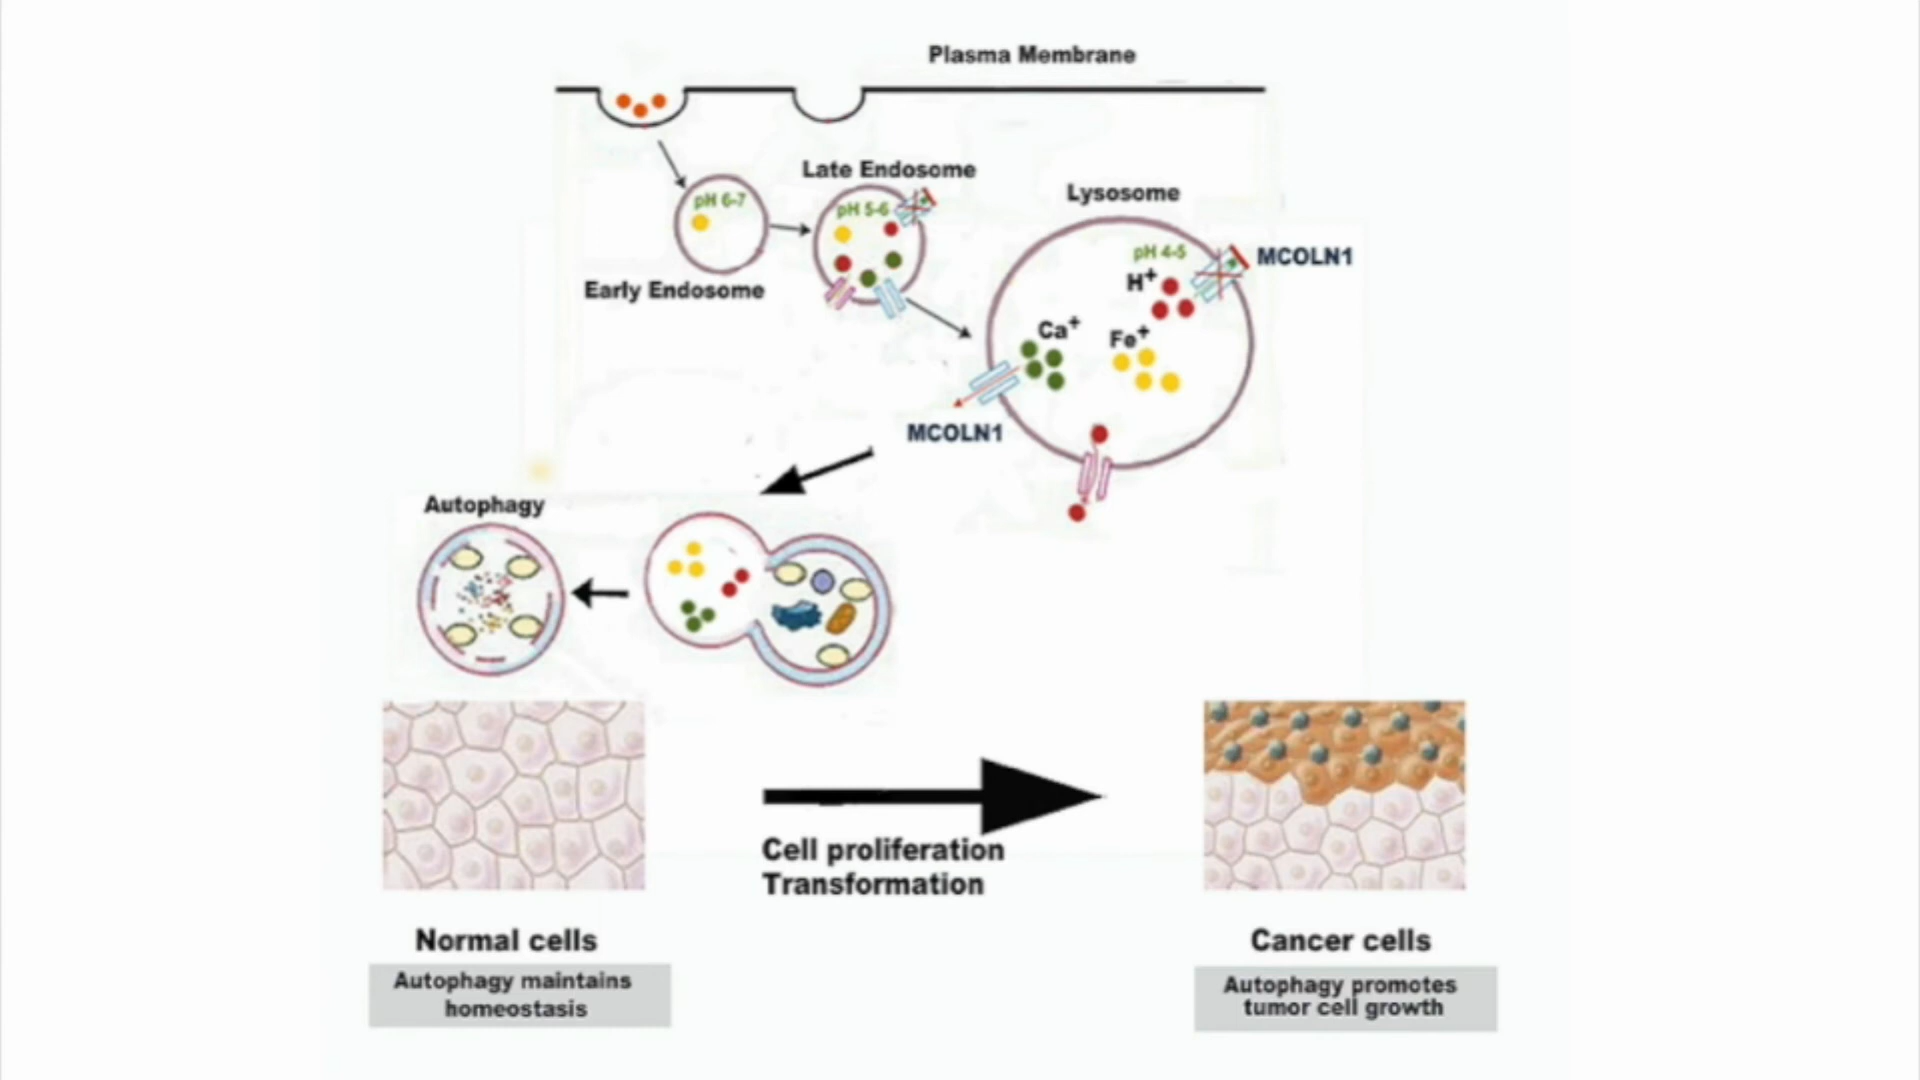 Plasma Membrane
Late Endosome
Lysosome
pH 6-7
pH 5-6
pH 4-5
MCOLN1
H+
Early Endosome
Ca+
Fe+
MCOLN1
Autophagy
Cell proliferation
Transformation
Normal cells
Cancer cells
Autophagy maintains
homeostasis
Autophagy promotes
tumor cell growth